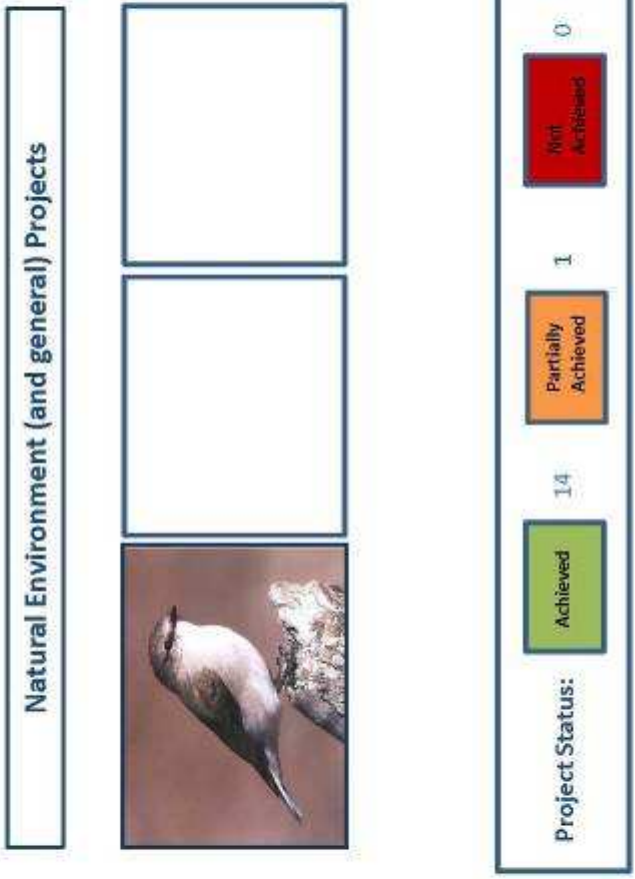 Natural Environment (and general) Projects
Project Status:
Achieved
14
Partially
Achieved
1
Not
Achieved
0